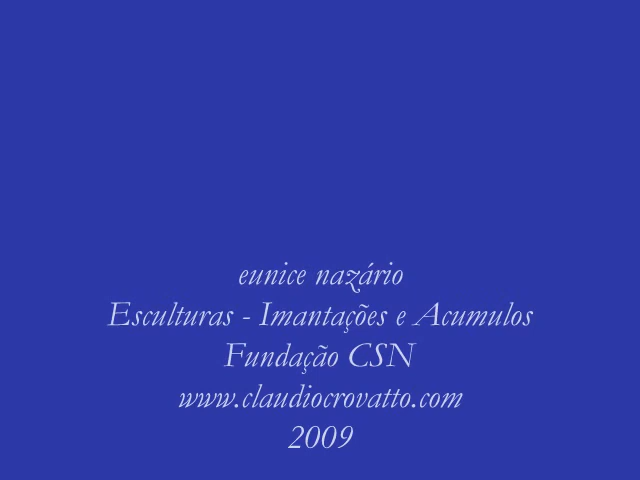 eunice nazário
Esculturas - Imantações e Acumulos
Fundação CSN
www.claudiocrovatto.com
2009